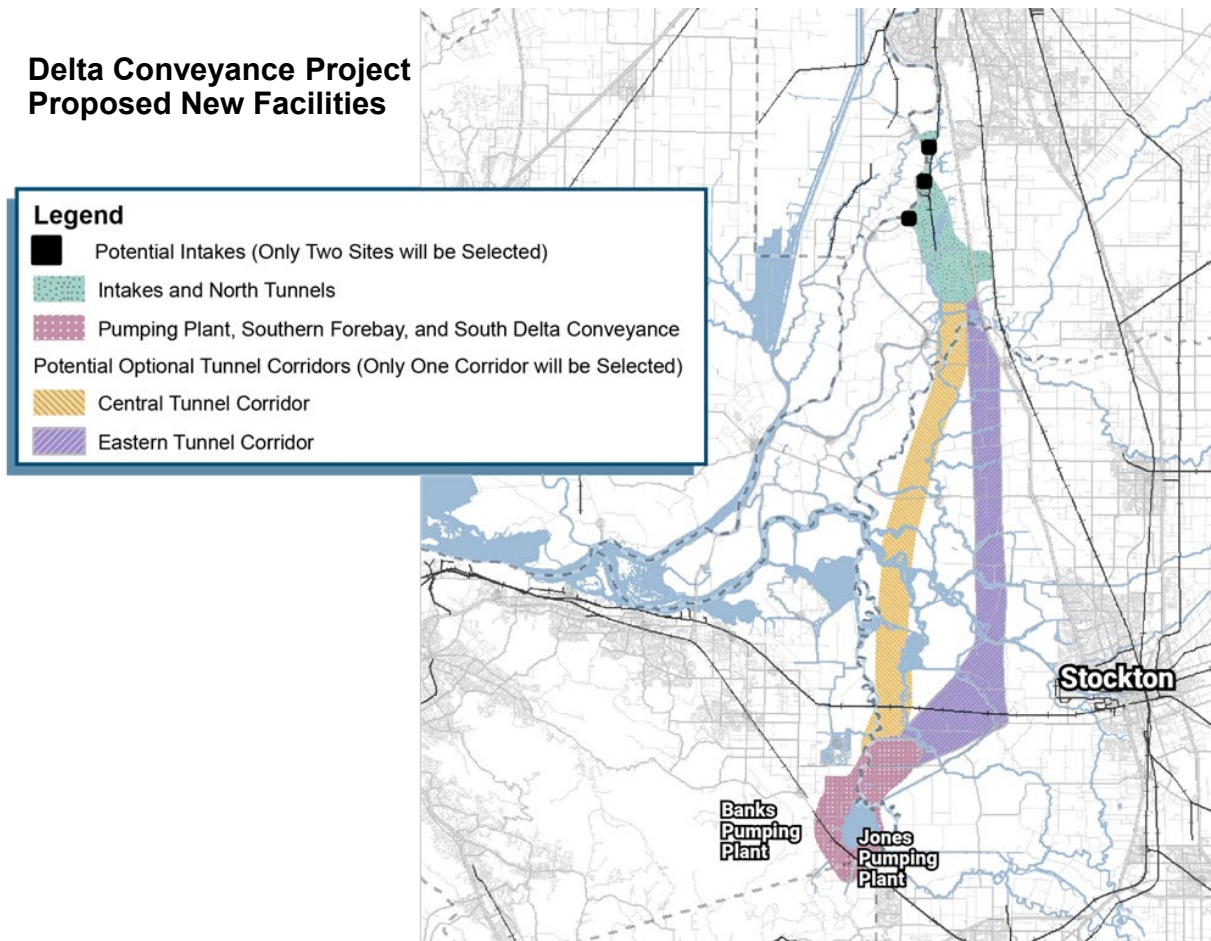 Delta Conveyance Project
Proposed New Facilities
Legend
Potential Intakes (Only Two Sites will be Selected)
Intakes and North Tunnels
Pumping Plant, Southern Forebay, and South Delta Conveyance
Potential Optional Tunnel Corridors (Only One Corridor will be Selected)
Central Tunnel Corridor
Eastern Tunnel Corridor
Stockton
Banks
Pumping
Plant
Jones
Pumping
Plant